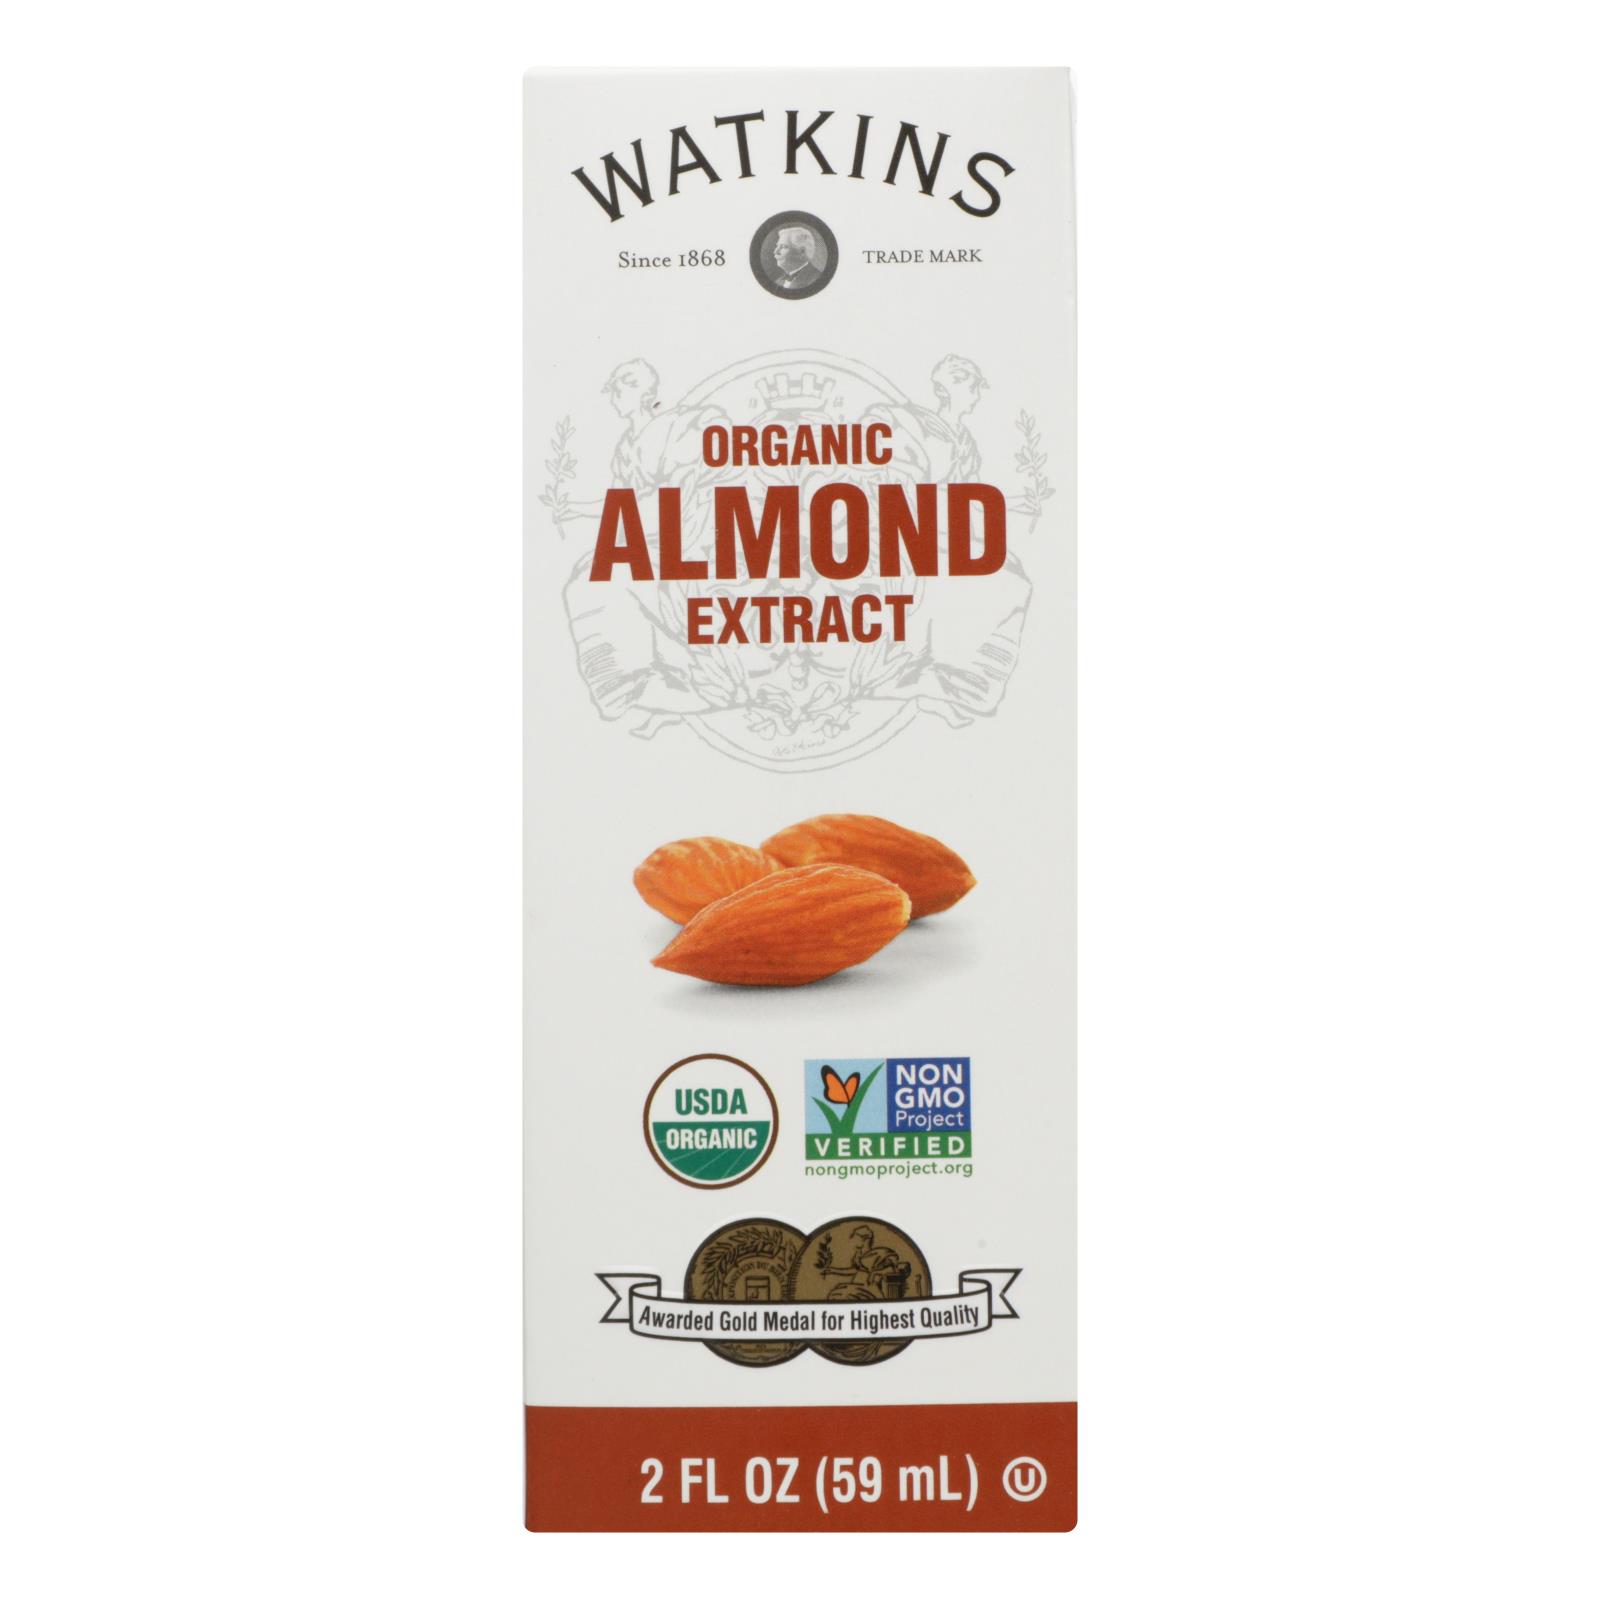 WATKINS
Since 1868
TRADE MARK
ORGANIC
ALMOND
EXTRACT
USDA
ORGANIC
NON
GMO
Project
VERIFIED
nongmoproject.org
Awarded Gold Medal for Highest Quality
2 FL OZ (59 mL) U